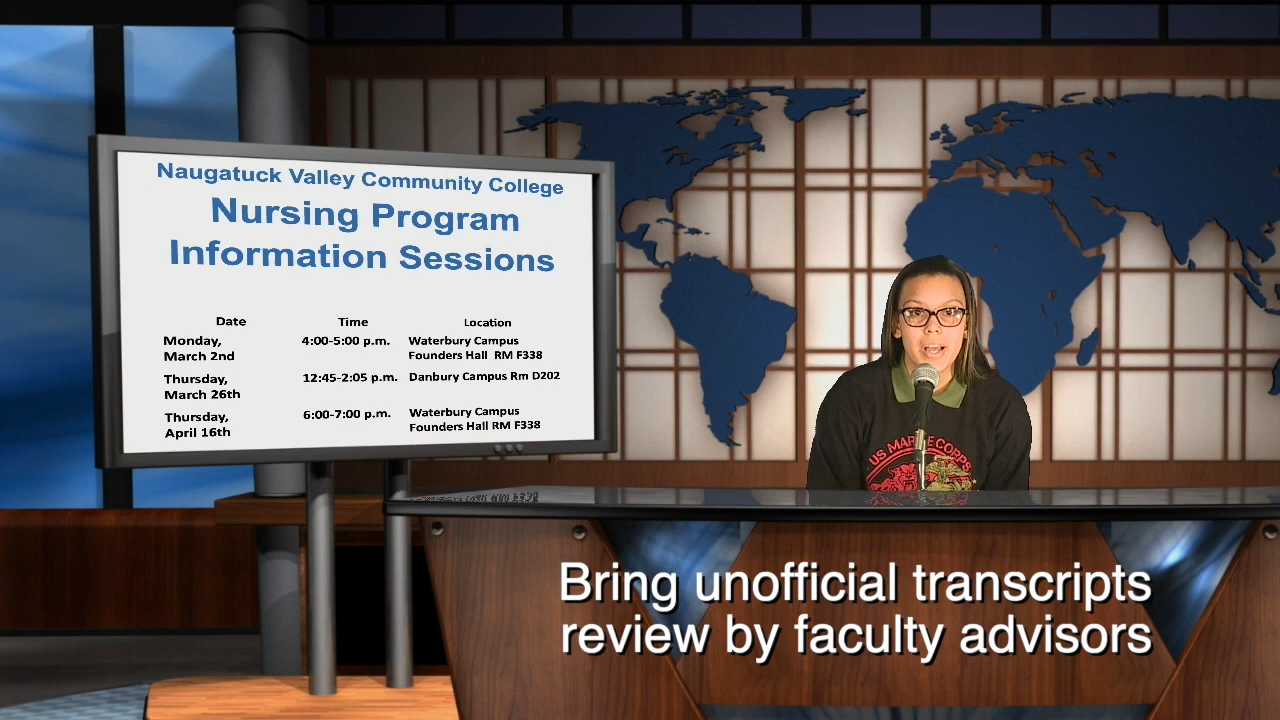 Naugatuck Valley Community College
Nursing Program
Information Sessions
Date Time Location
Monday, 4:00-5:00 p.m. Waterbury Campus
March 2nd Founders Hall RM F338
Thursday, 12:45-2:05 p.m. Danbury Campus Rm D202
March 26th
Thursday, 6:00-7:00 p.m. Waterbury Campus
April 16th Founders Hall RM F338
US MARINE CORPS
Bring unofficial transcripts
review by faculty advisors